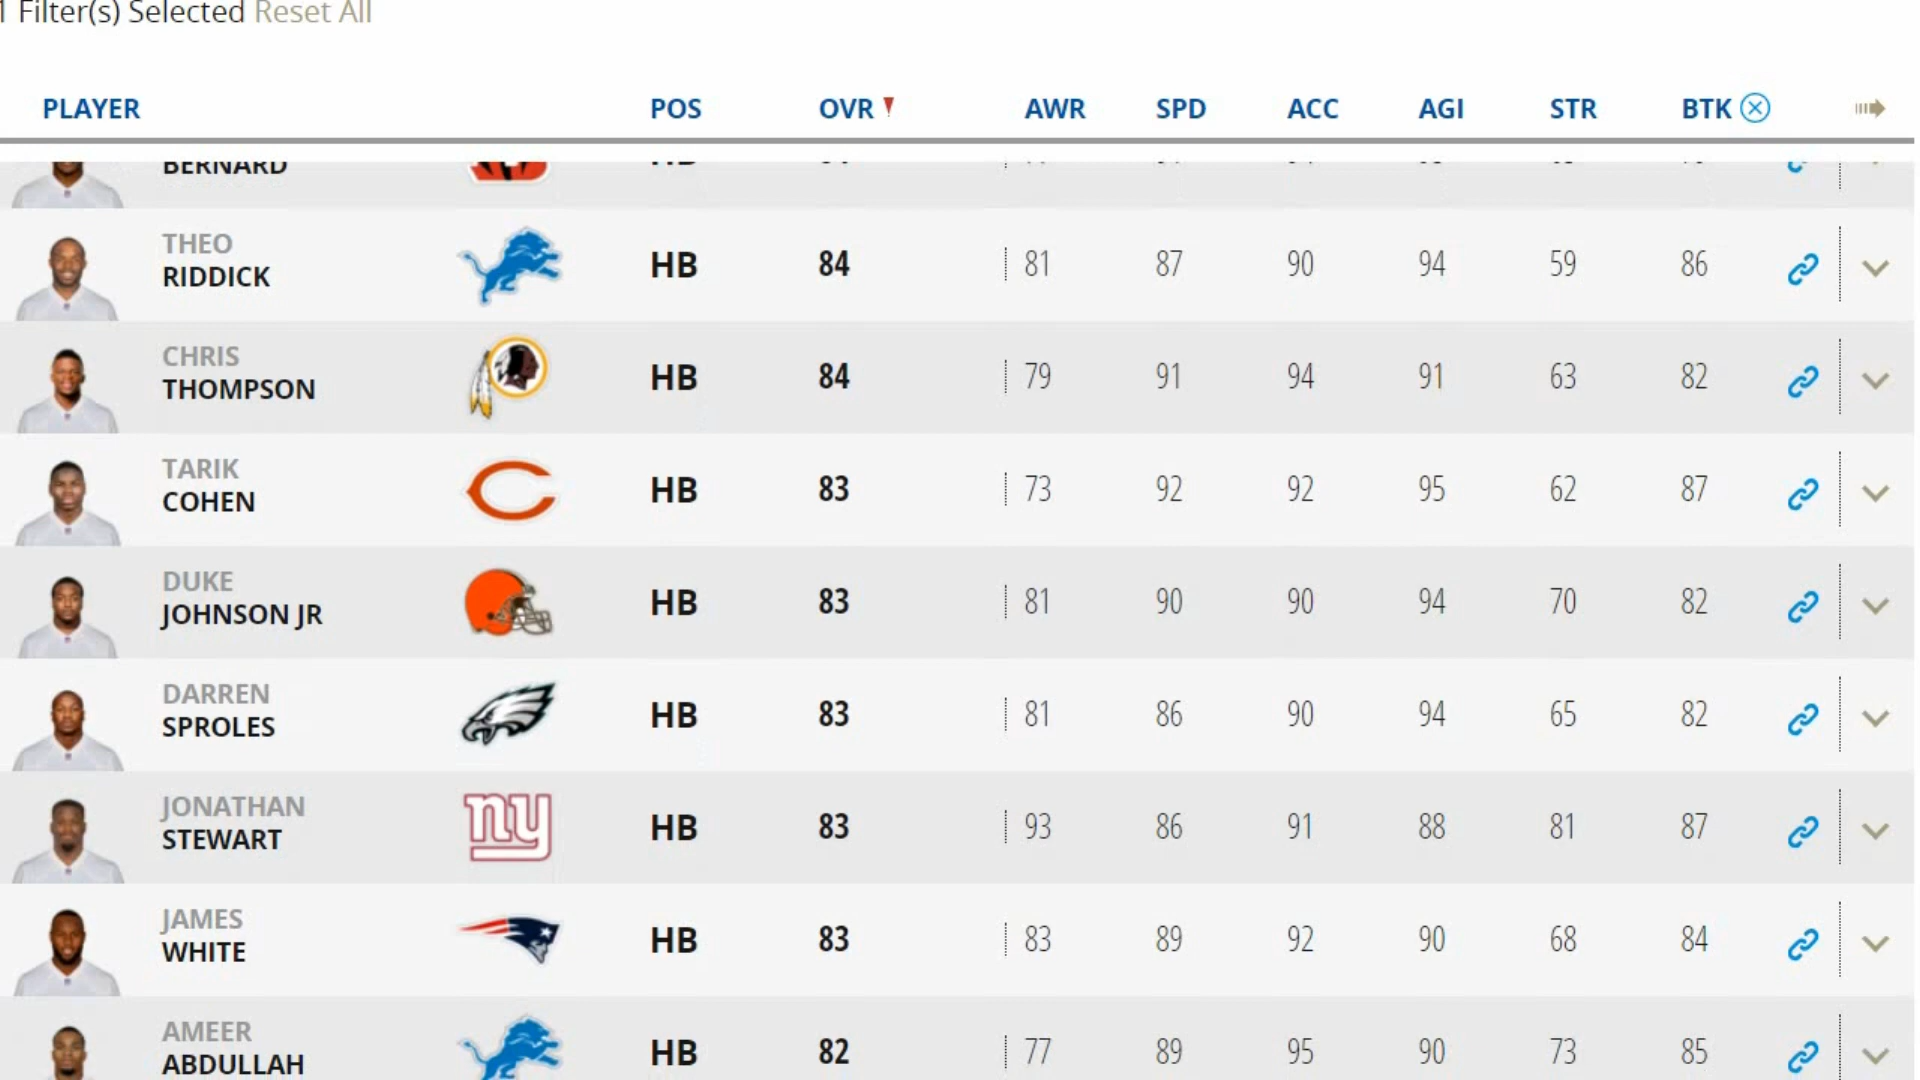 1 Filter(s) Selected Reset All
PLAYER POS OVR AWR SPD ACC AGI STR BTK
BERNARD
THEO
RIDDICK HB 84 81 87 90 94 59 86
CHRIS
THOMPSON HB 84 79 91 94 91 63 82
TARIK
COHEN HB 83 73 92 92 95 62 87
DUKE
JOHNSON JR HB 83 81 90 90 94 70 82
DARREN
SPROLES HB 83 81 86 90 94 65 82
JONATHAN
STEWART ny HB 83 93 86 91 88 81 87
JAMES
WHITE HB 83 83 89 92 90 68 84
AMEER
ABDULLAH HB 82 77 89 95 90 73 85